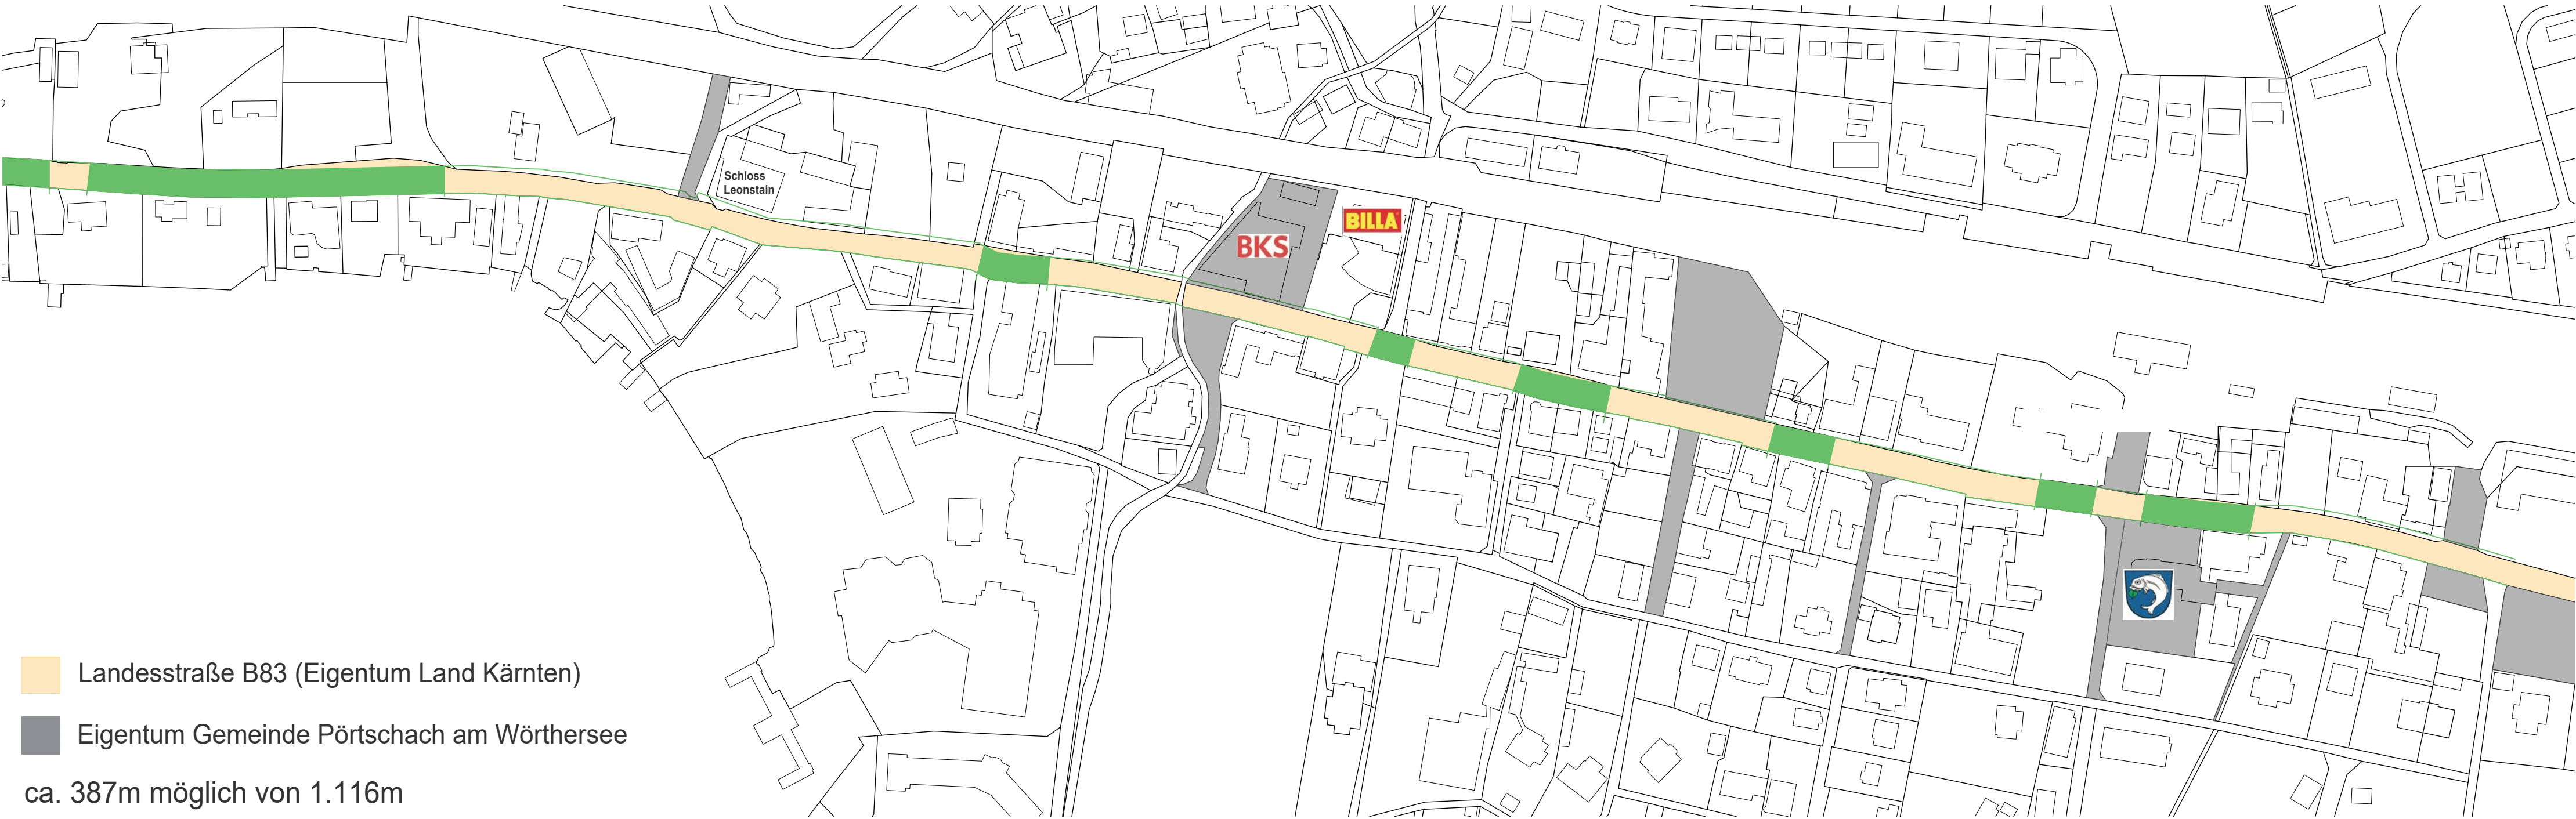 Schloss
Leonstain
BKS
BILLA
Landesstraße B83 (Eigentum Land Kärnten)
Eigentum Gemeinde Pörtschach am Wörthersee
ca. 387m möglich von 1.116m